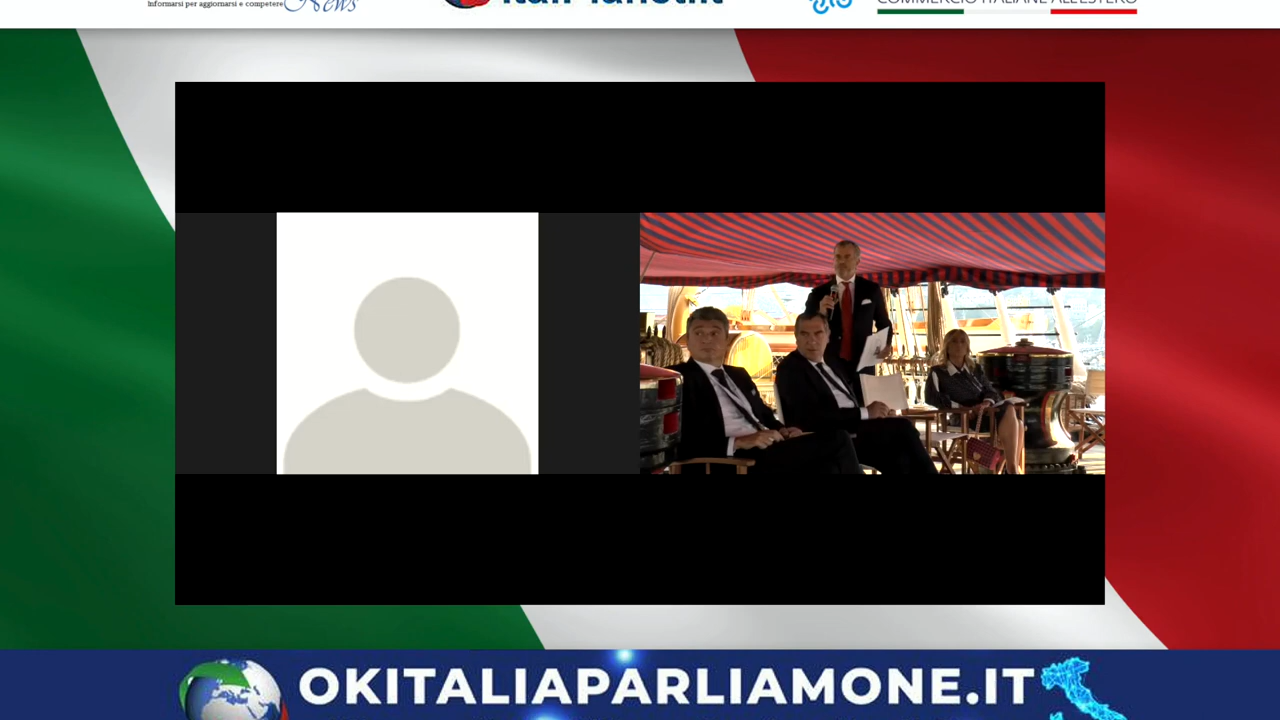 Informarsi per aggiornarsi e competere
News
COMMERCIO ITALIANE ALL'ESTERO
OKITALIAPARLIAMONE.IT